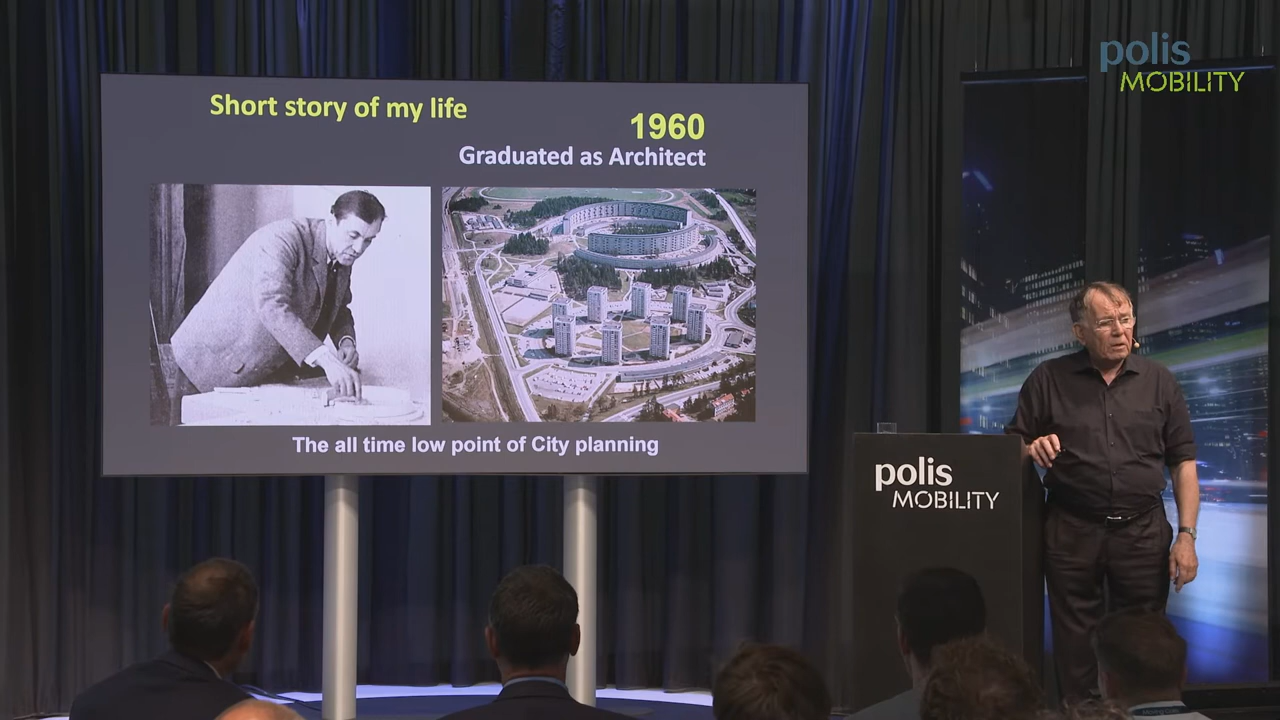 polis
MOBILITY
Short story of my life
1960
Graduated as Architect
The all time low point of City planning
polis
MOBILITY